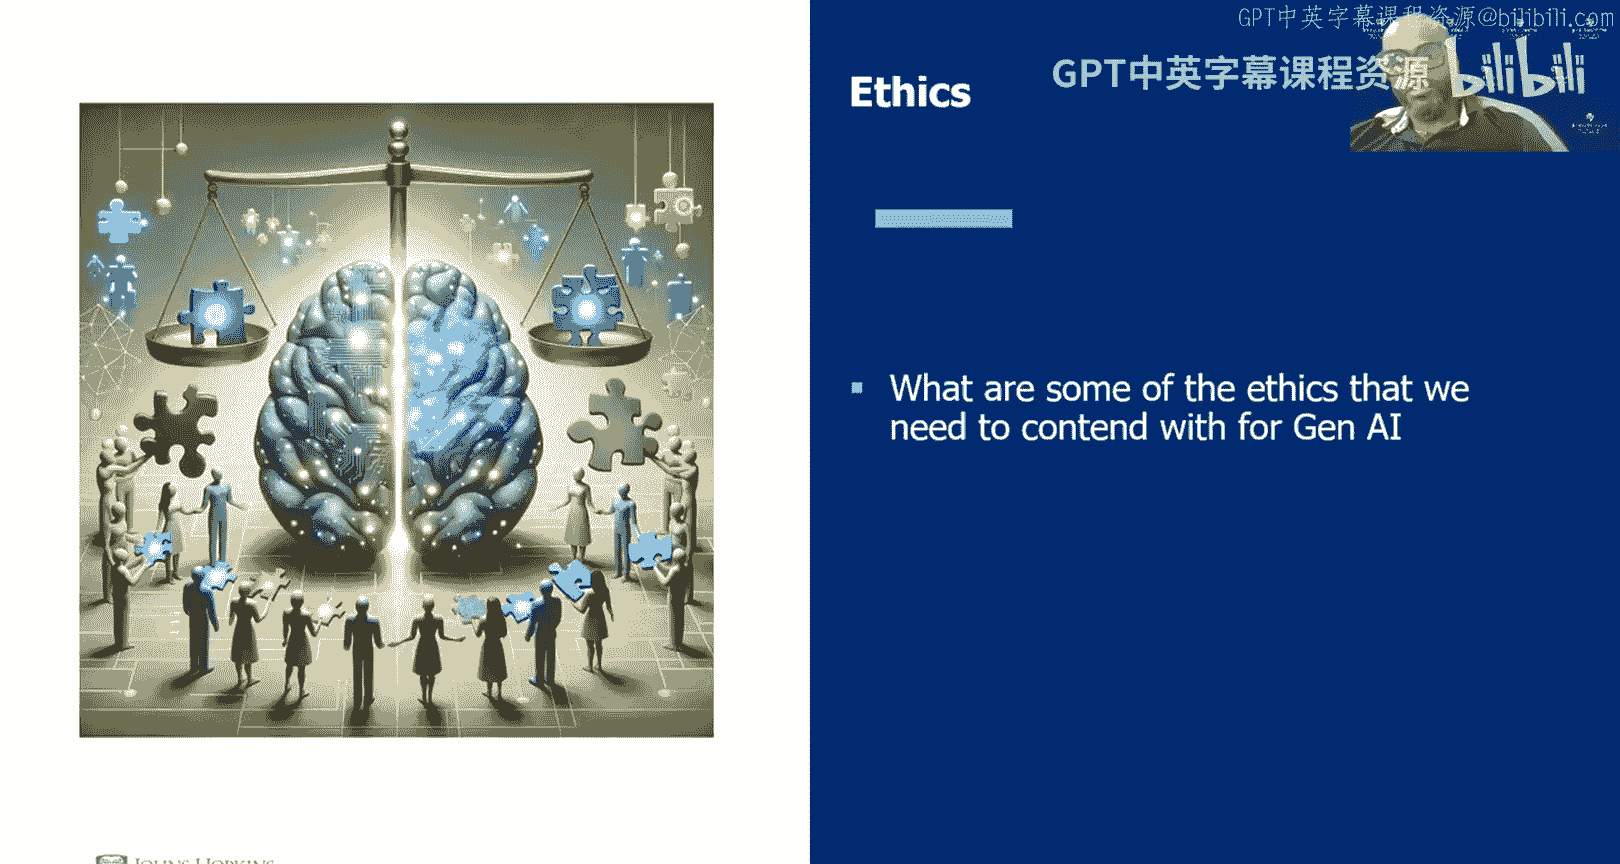 GPT中英字幕课程资源@bilibili.com
GPT中英字幕课程资源
bilibili
Ethics
What are some of the ethics that we
need to contend with for Gen AI
JOHNS HOPKINS